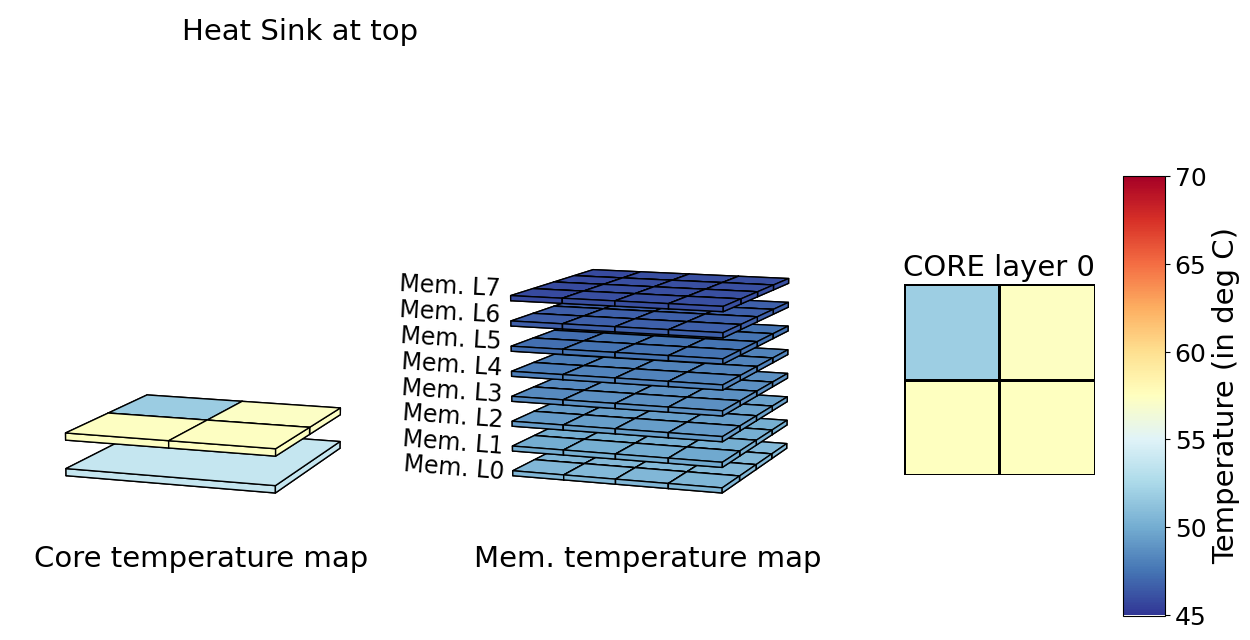 Heat Sink at top
Mem. L7
Mem. L6
Mem. L5
Mem. L4
Mem. L3
Mem. L2
Mem. L1
Mem. L0
Core temperature map
Mem. temperature map
CORE layer 0
70
65
60
55
50
45
Temperature (in deg C)